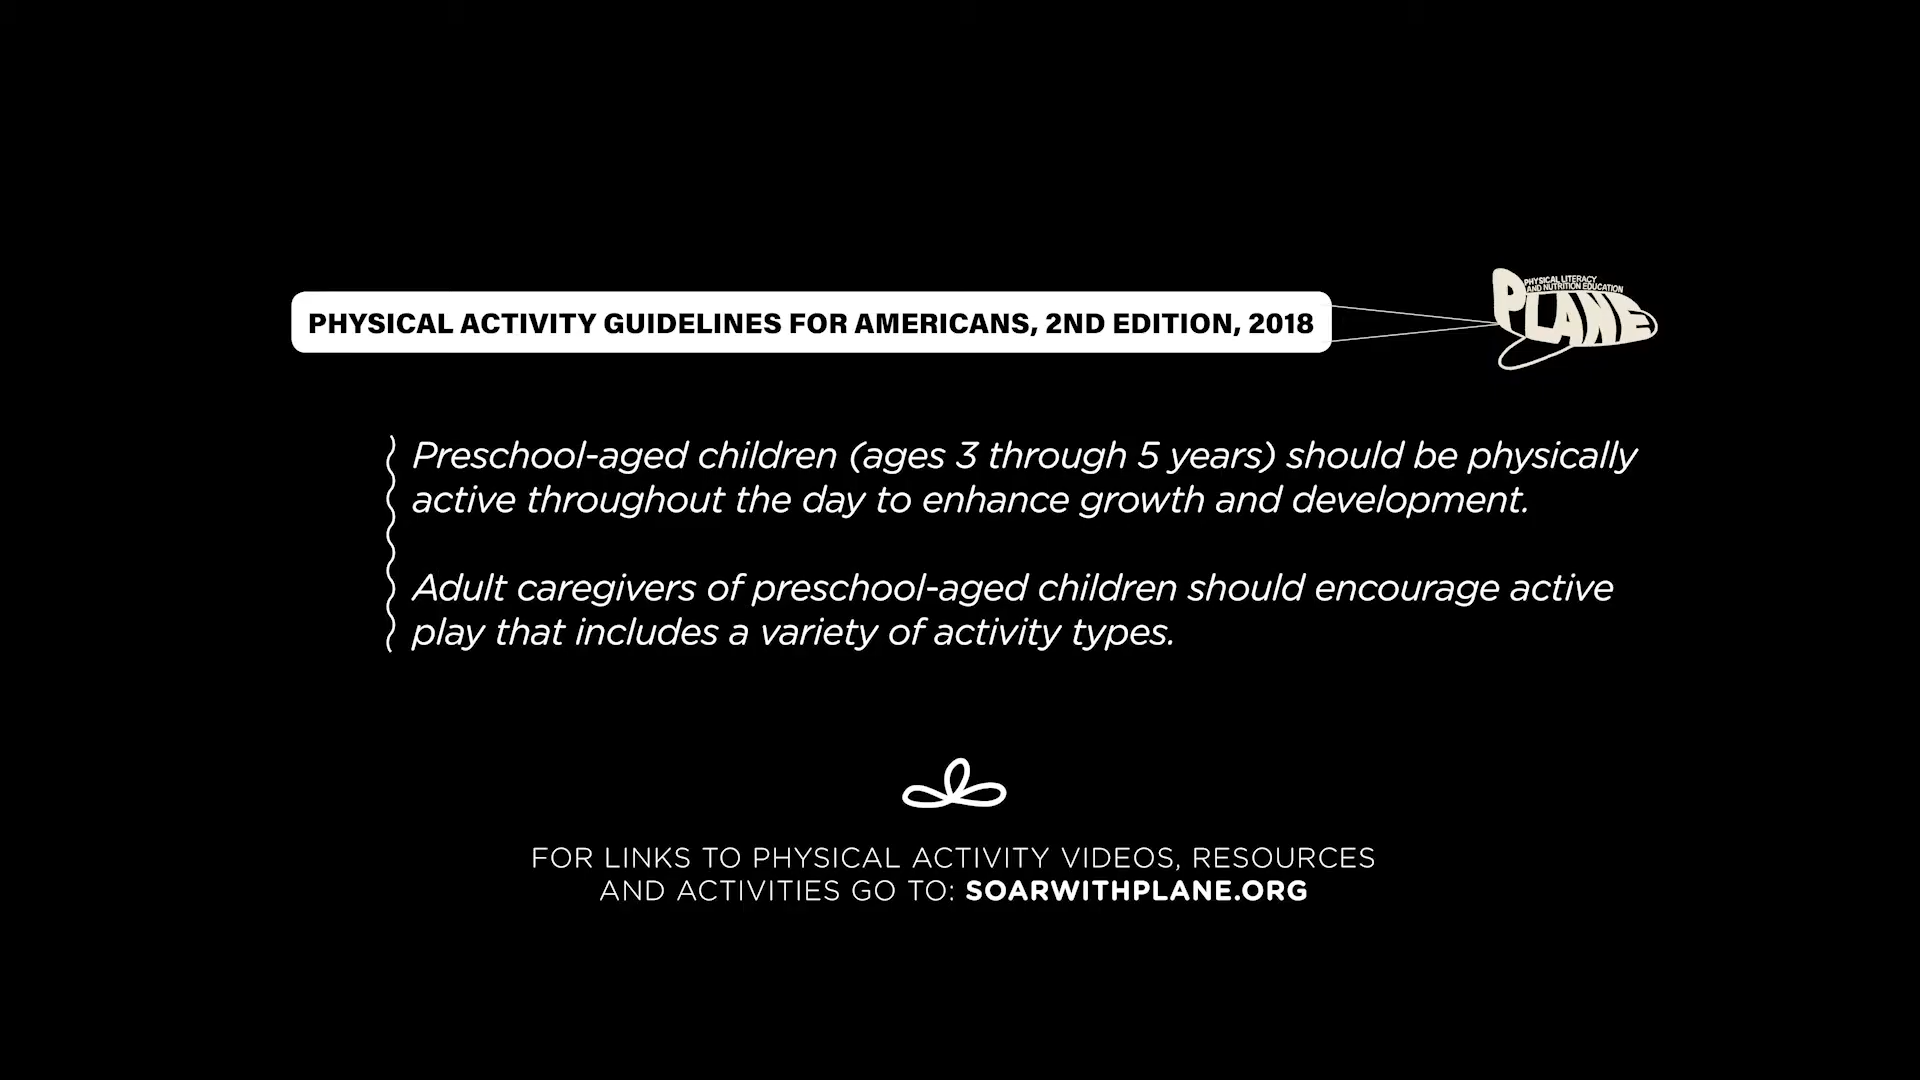 PHYSICAL ACTIVITY GUIDELINES FOR AMERICANS, 2ND EDITION, 2018
PHYSICAL LITERACY
AND NUTRITION EDUCATION
PLANE
Preschool-aged children (ages 3 through 5 years) should be physically
active throughout the day to enhance growth and development.
Adult caregivers of preschool-aged children should encourage active
play that includes a variety of activity types.
FOR LINKS TO PHYSICAL ACTIVITY VIDEOS, RESOURCES
AND ACTIVITIES GO TO: SOARWITHPLANE.ORG